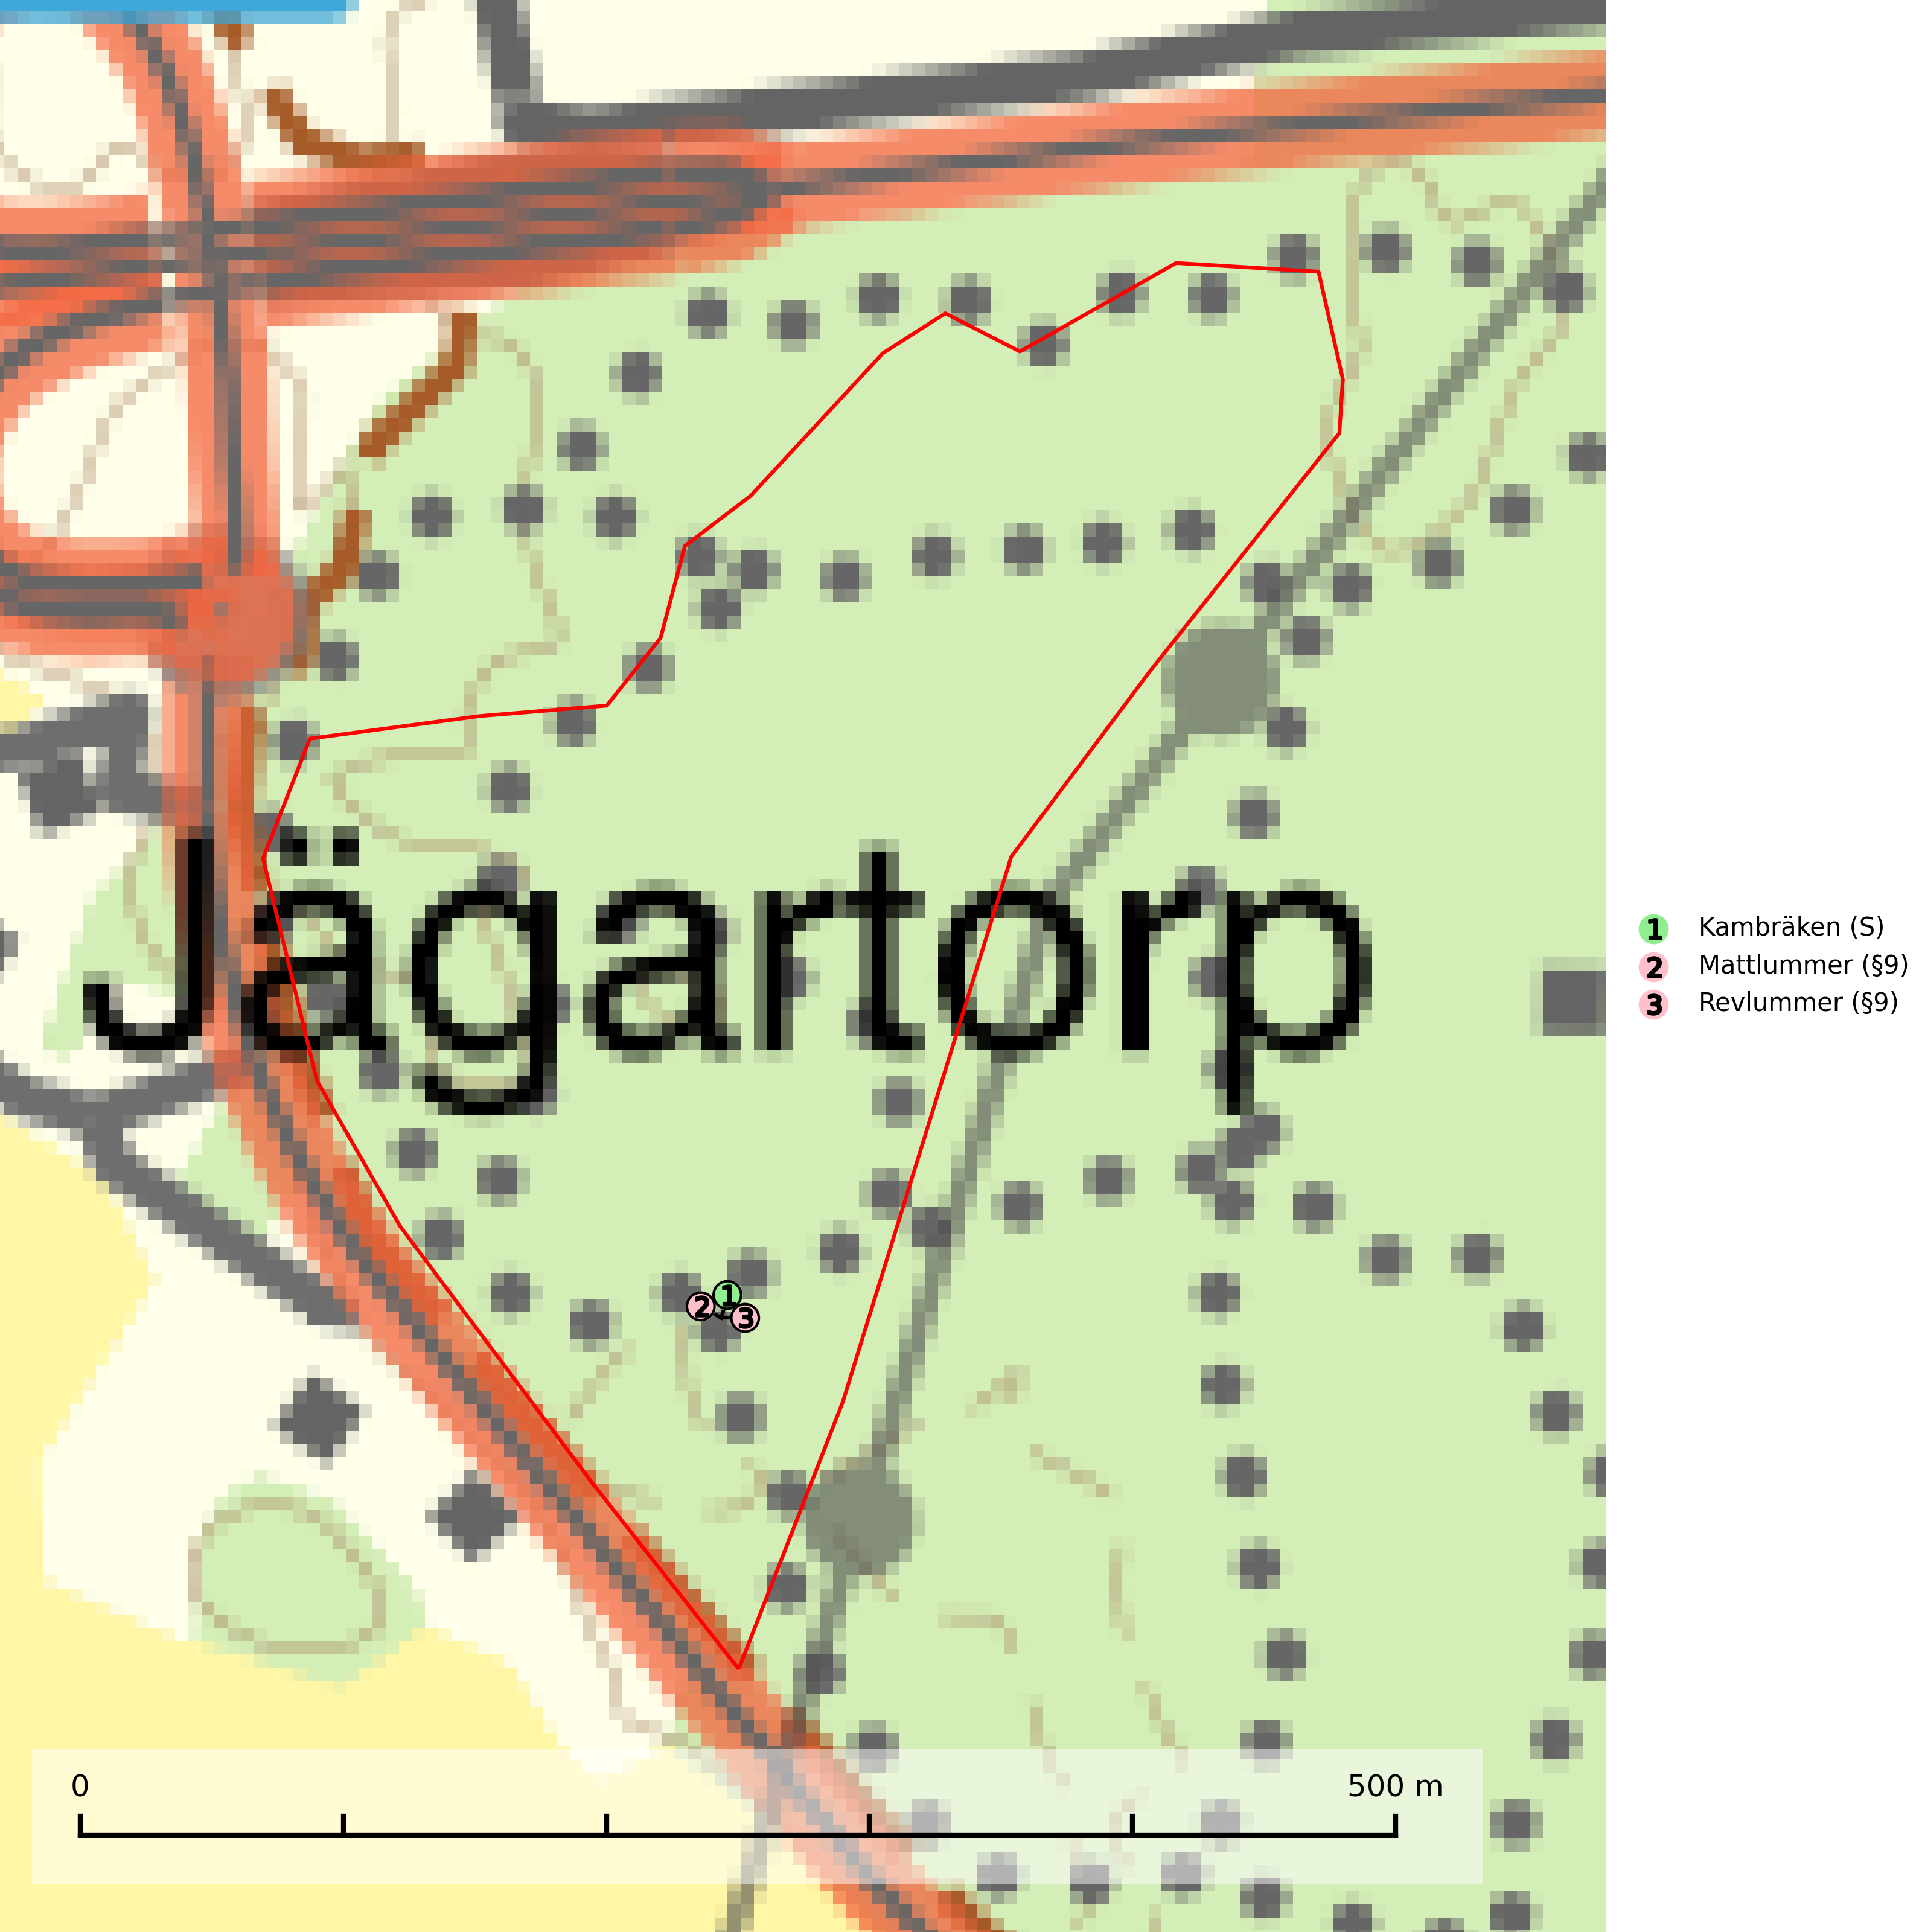 Jägartorp
1 Kambräken (S)
2 Mattlummer (§9)
3 Revlummer (§9)
1
2
3
0 500 m